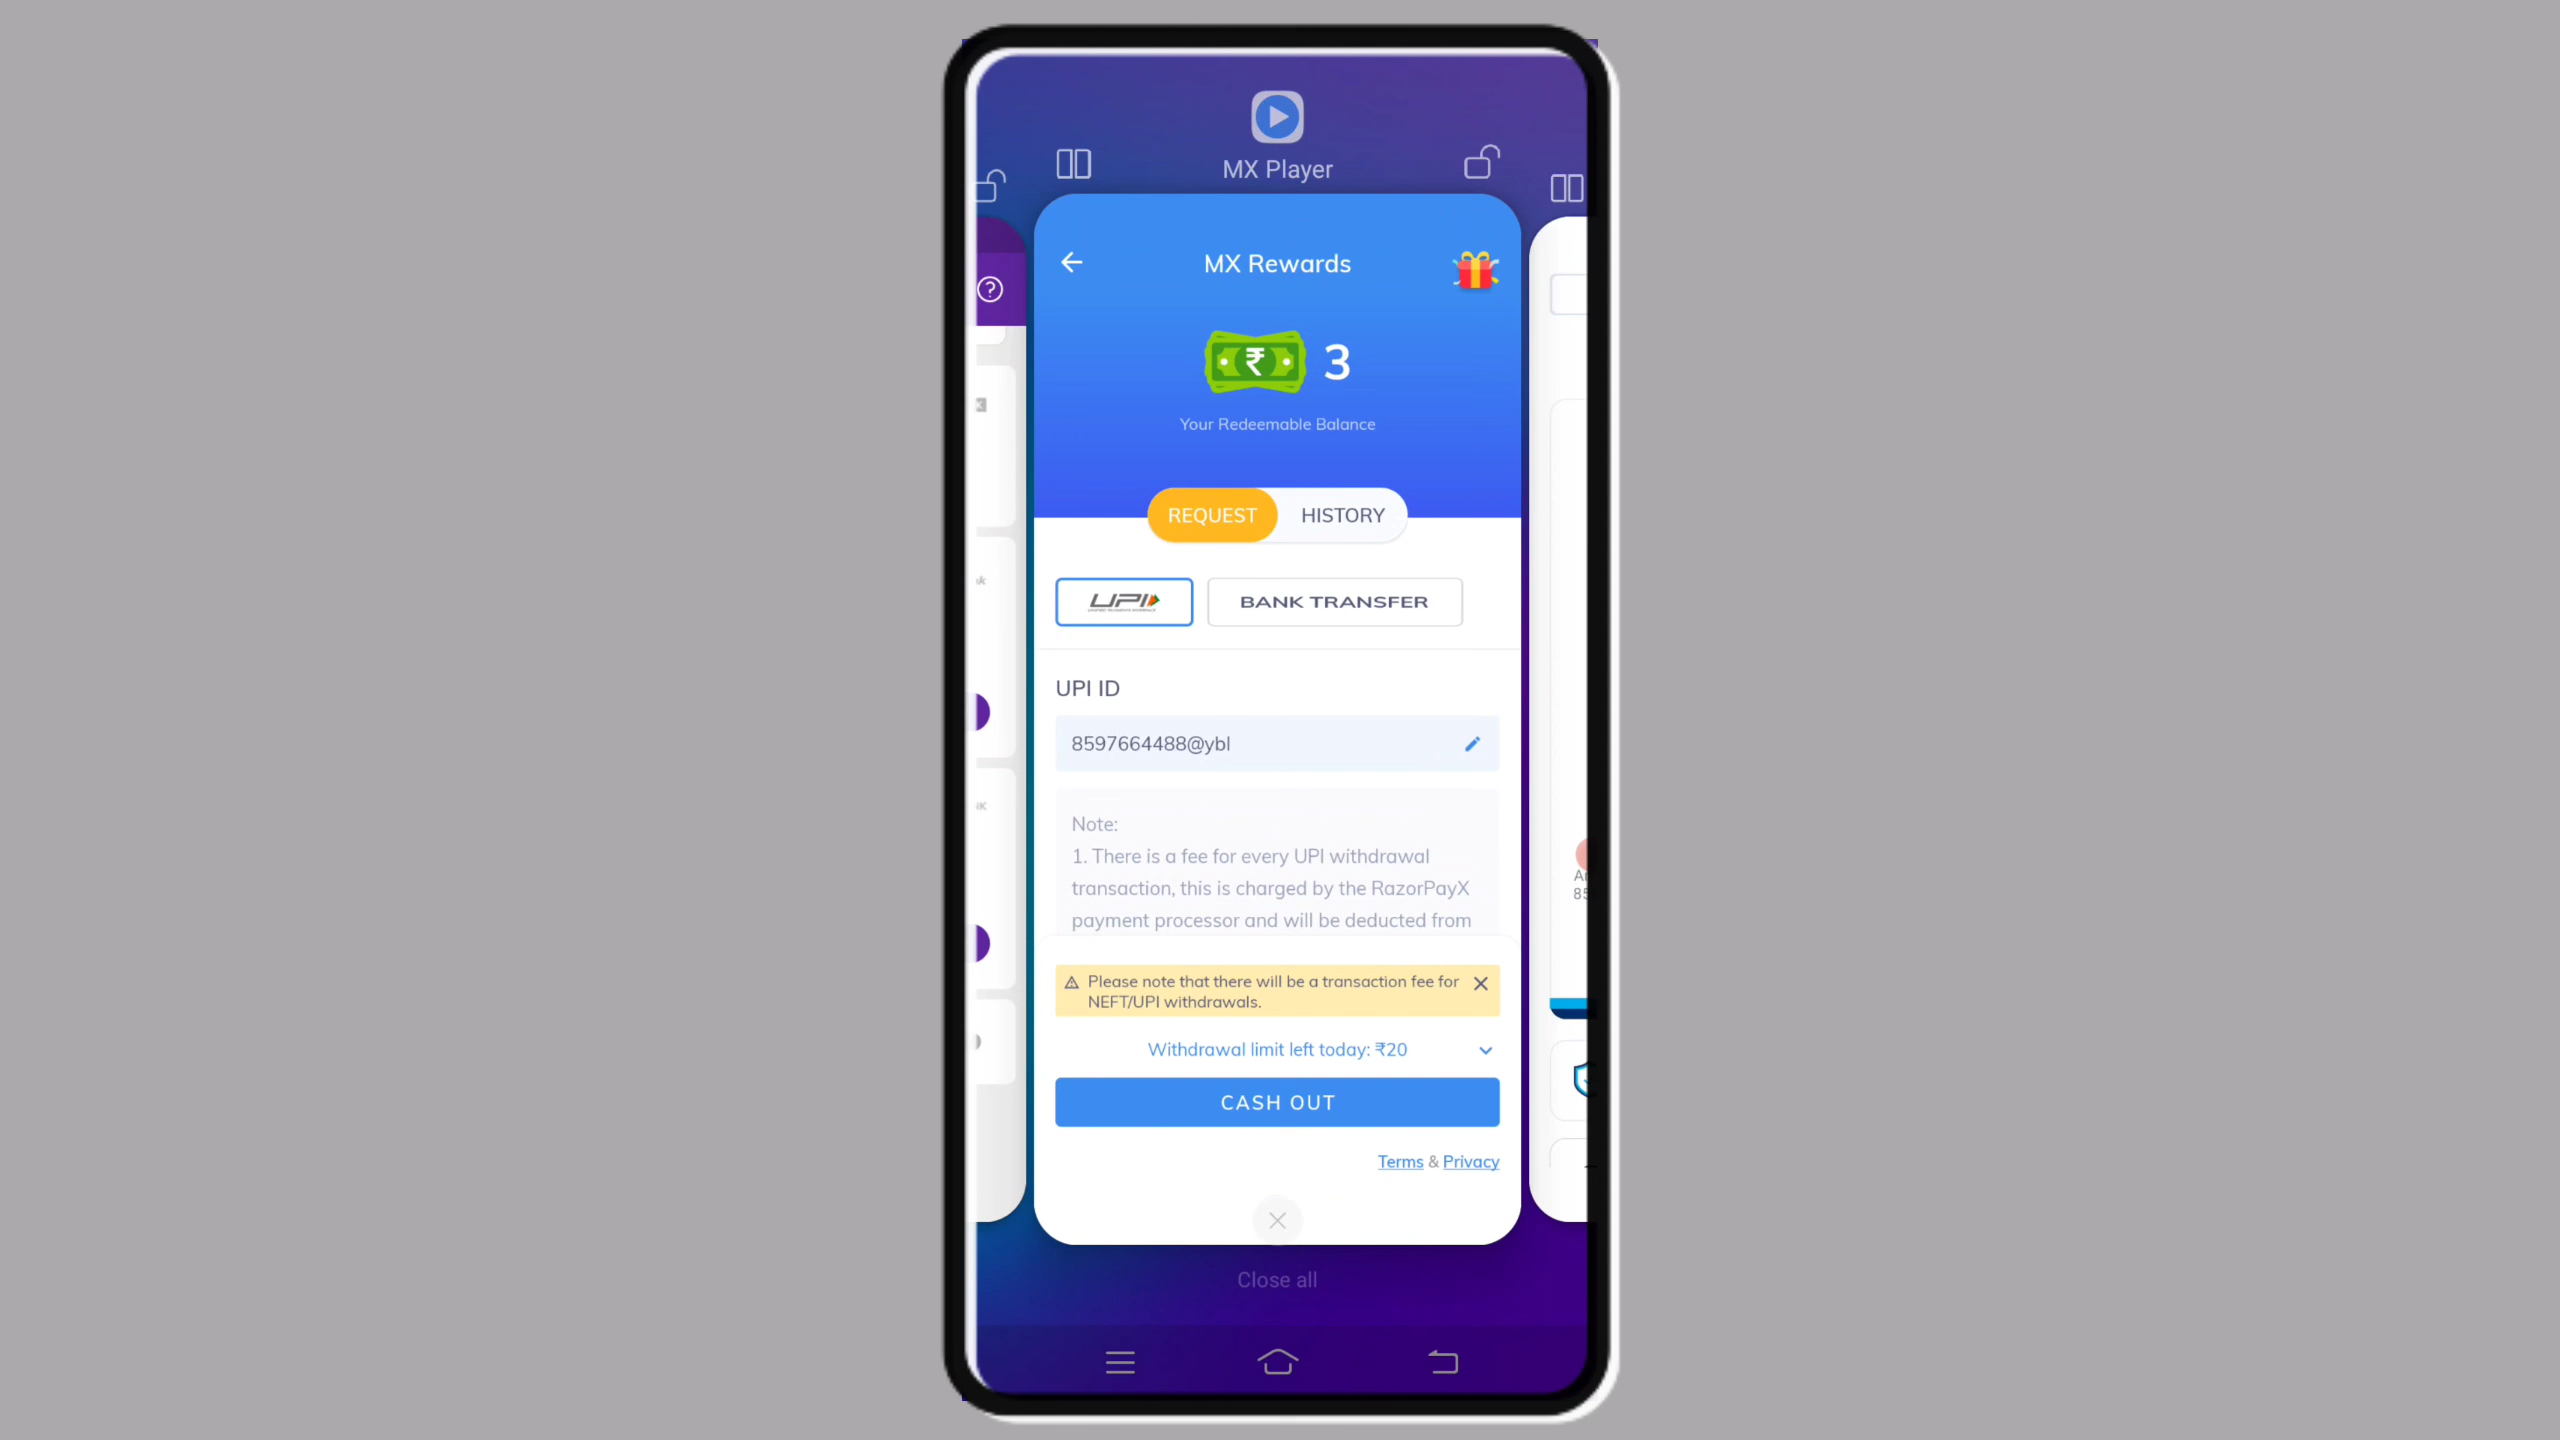 MX Player
MX Rewards
₹ 3
Your Redeemable Balance
REQUEST HISTORY
UPI BANK TRANSFER
UPI ID
8597664488@ybl
Note:
1. There is a fee for every UPI withdrawal
transaction, this is charged by the RazorPayX
payment processor and will be deducted from
Please note that there will be a transaction fee for
NEFT/UPI withdrawals.
Withdrawal limit left today: ₹20
CASH OUT
Terms & Privacy
Close all